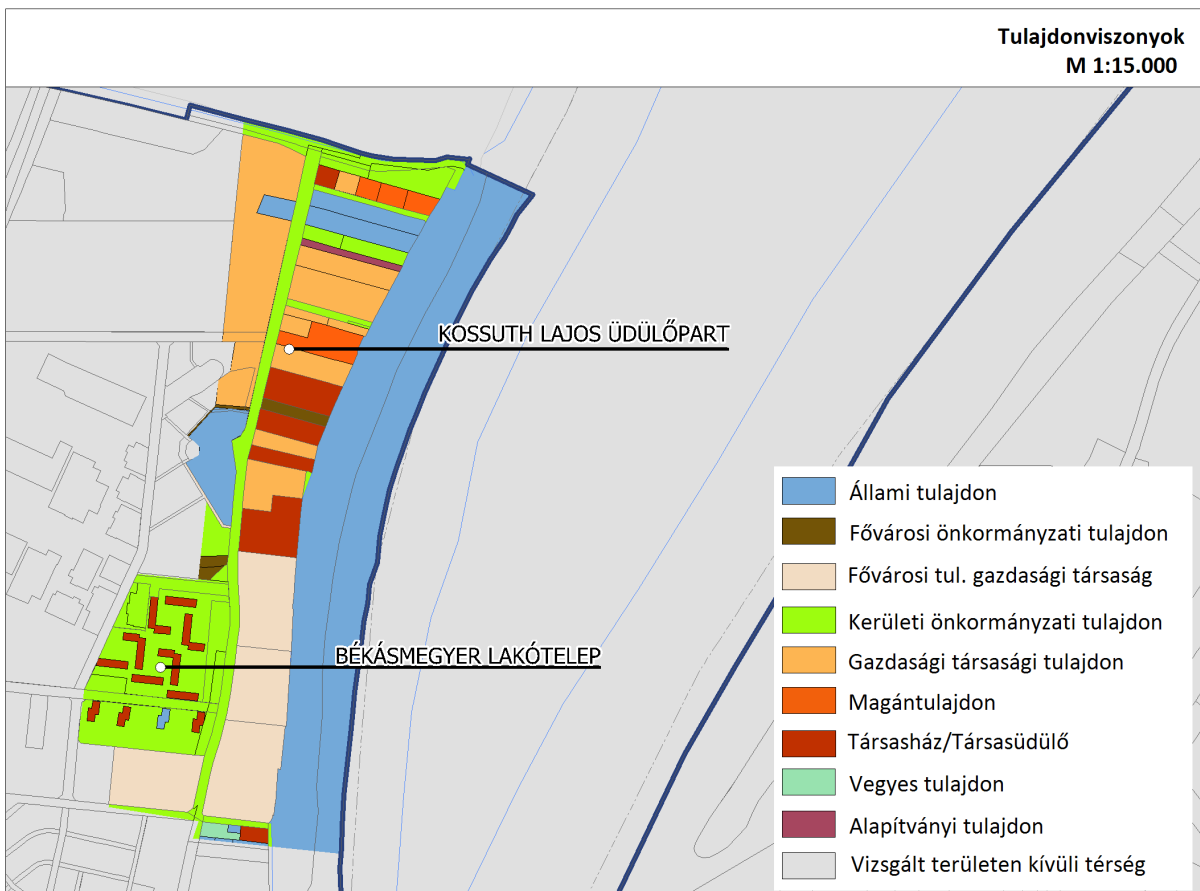 Tulajdonviszonyok
M 1:15.000
KOSSUTH LAJOS ÜDÜLŐPART
BÉKÁSMEGYER LAKÓTELEP
Állami tulajdon
Fővárosi önkormányzati tulajdon
Fővárosi tul. gazdasági társaság
Kerületi önkormányzati tulajdon
Gazdasági társasági tulajdon
Magántulajdon
Társasház/Társasüdülő
Vegyes tulajdon
Alapítványi tulajdon
Vizsgált területen kívüli térség